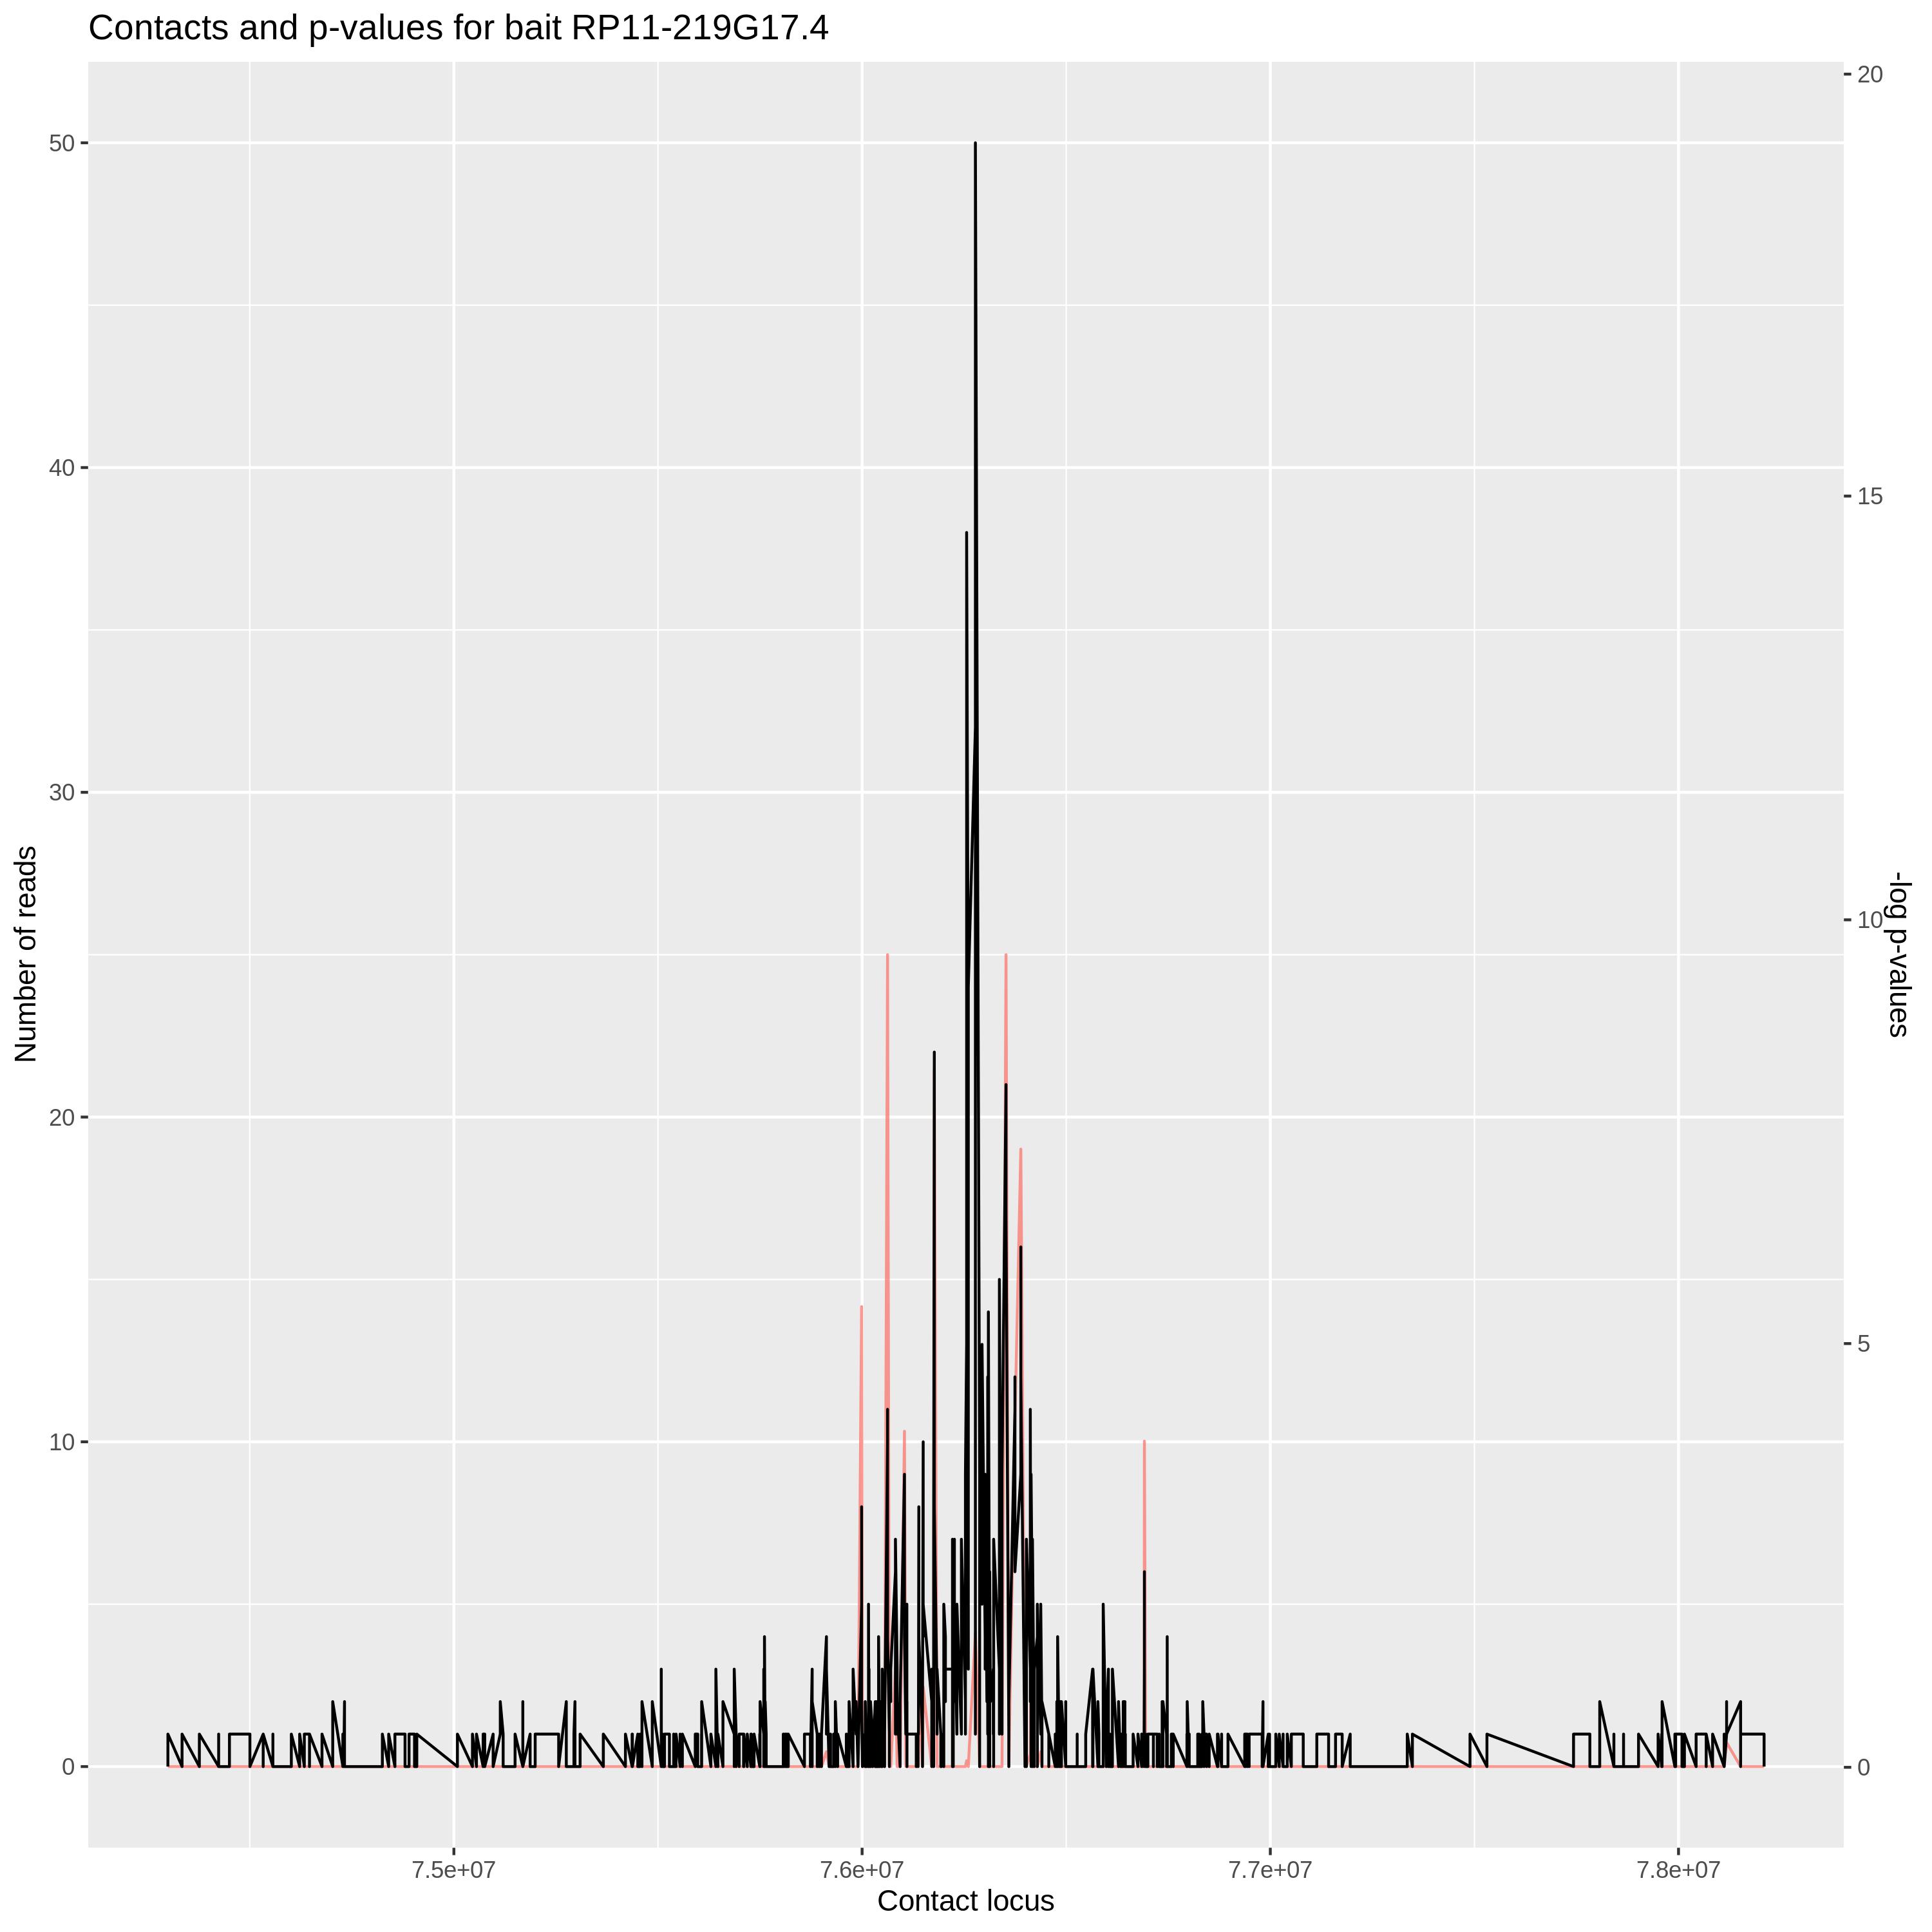 Contacts and p-values for bait RP11-219G17.4
50
40
30
20
10
0
Number of reads
20
15
10
5
0
-log p-values
7.5e+07 7.6e+07 7.7e+07 7.8e+07
Contact locus